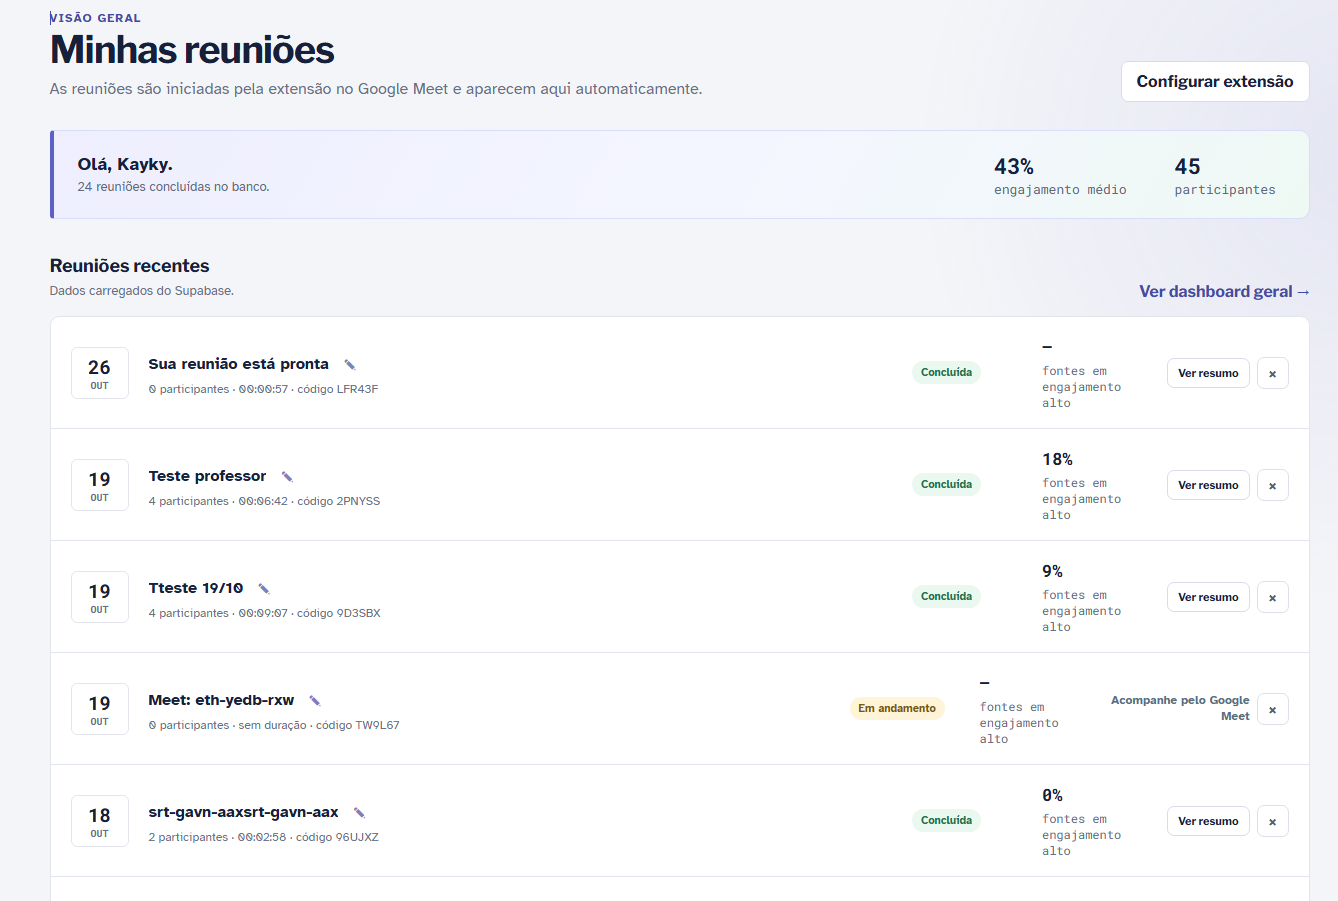 VISÃO GERAL
Minhas reuniões
As reuniões são iniciadas pela extensão no Google Meet e aparecem aqui automaticamente.
Configurar extensão
Olá, Kayky.
24 reuniões concluídas no banco.
43%
engajamento médio
45
participantes
Reuniões recentes
Dados carregados do Supabase.
Ver dashboard geral →
26
OUT
Sua reunião está pronta
0 participantes · 00:00:57 · código LFR43F
Concluída
—
fontes em
engajamento
alto
Ver resumo
×
19
OUT
Teste professor
4 participantes · 00:06:42 · código 2PNYSS
Concluída
18%
fontes em
engajamento
alto
Ver resumo
×
19
OUT
Tteste 19/10
4 participantes · 00:09:07 · código 9D3SBX
Concluída
9%
fontes em
engajamento
alto
Ver resumo
×
19
OUT
Meet: eth-yedb-rxw
0 participantes · sem duração · código TW9L67
Em andamento
—
fontes em
engajamento
alto
Acompanhe pelo Google
Meet
×
18
OUT
srt-gavn-aaxsrt-gavn-aax
2 participantes · 00:02:58 · código 96UJXZ
Concluída
0%
fontes em
engajamento
alto
Ver resumo
×